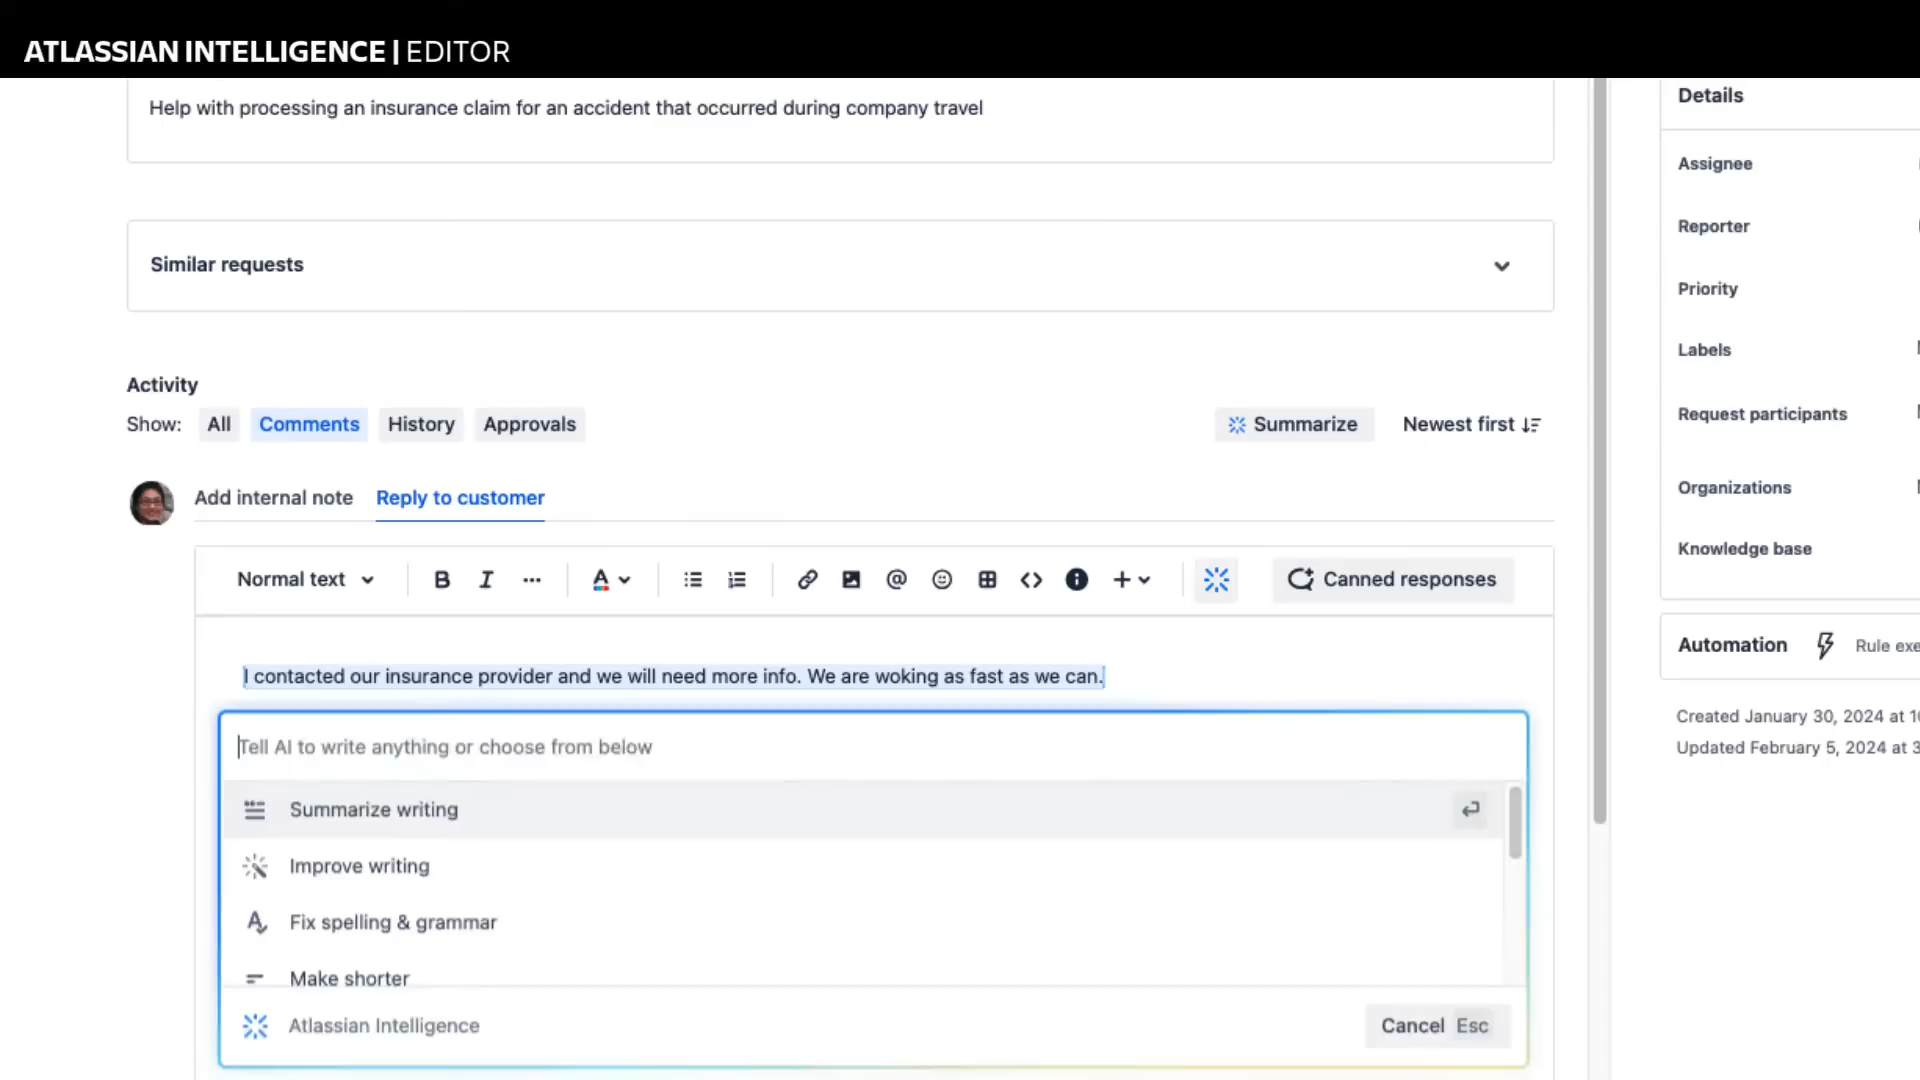 ATLASSIAN INTELLIGENCE | EDITOR
Help with processing an insurance claim for an accident that occurred during company travel
Similar requests
Activity
Show: All Comments History Approvals Summarize Newest first
Add internal note Reply to customer
Normal text B I ... A @ + Canned responses
I contacted our insurance provider and we will need more info. We are woking as fast as we can.
Tell AI to write anything or choose from below
Summarize writing
Improve writing
Fix spelling & grammar
Make shorter
Atlassian Intelligence Cancel Esc
Details
Assignee
Reporter
Priority
Labels
Request participants
Organizations
Knowledge base
Automation Rule
Created January 30, 2024 at
Updated February 5, 2024 at